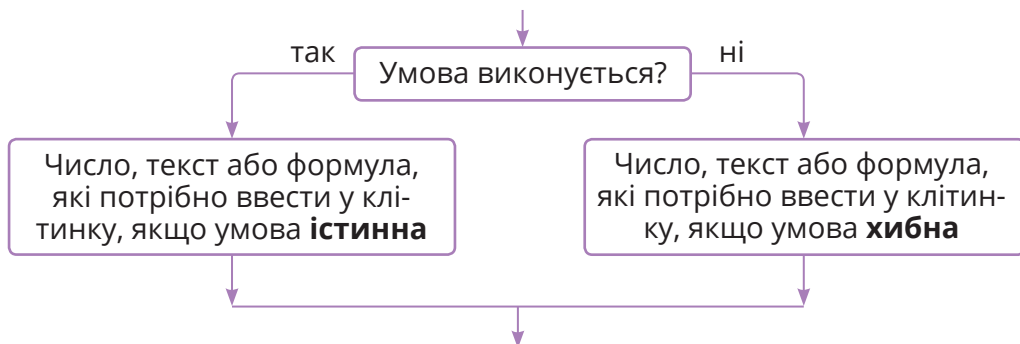 так
Умова виконується?
ні
Число, текст або формула,
які потрібно ввести у клі-
тинку, якщо умова істинна
Число, текст або формула,
які потрібно ввести у клітин-
ку, якщо умова хибна